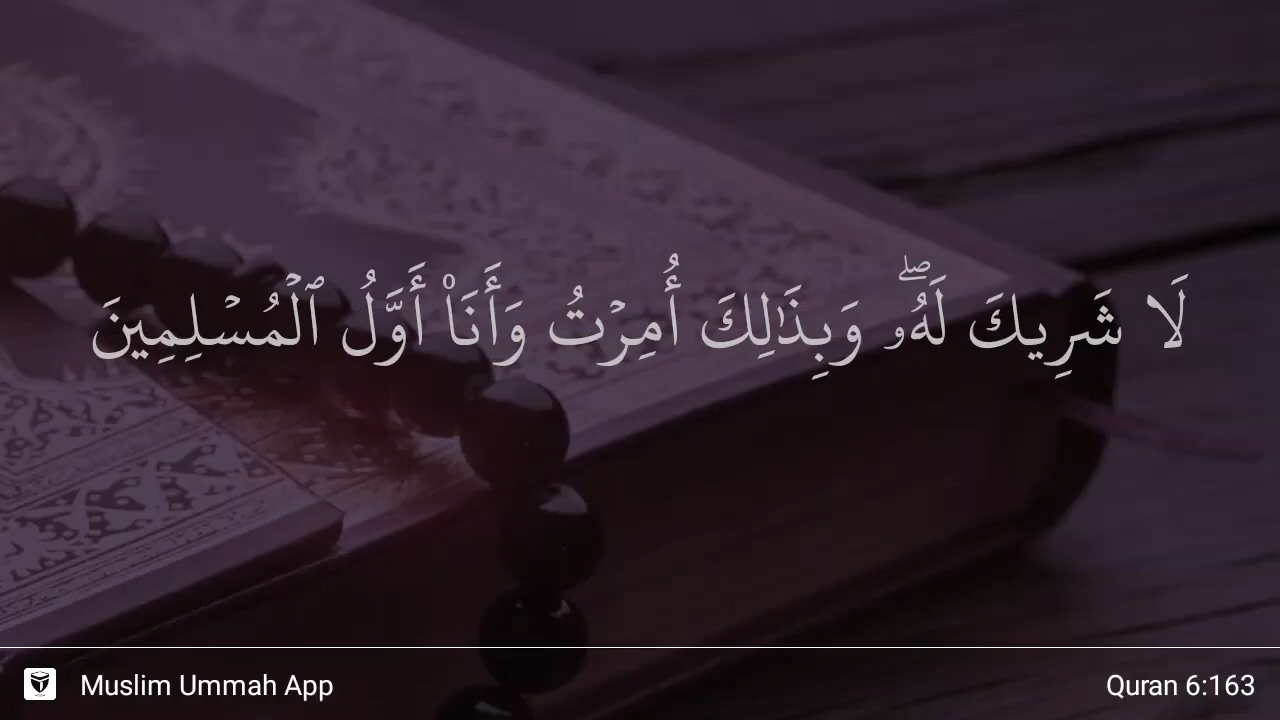 لَا شَرِيكَ لَهُۥۖ وَبِذَٰلِكَ أُمِرۡتُ وَأَنَا۠ أَوَّلُ ٱلۡمُسۡلِمِينَ
Muslim Ummah App
Quran 6:163